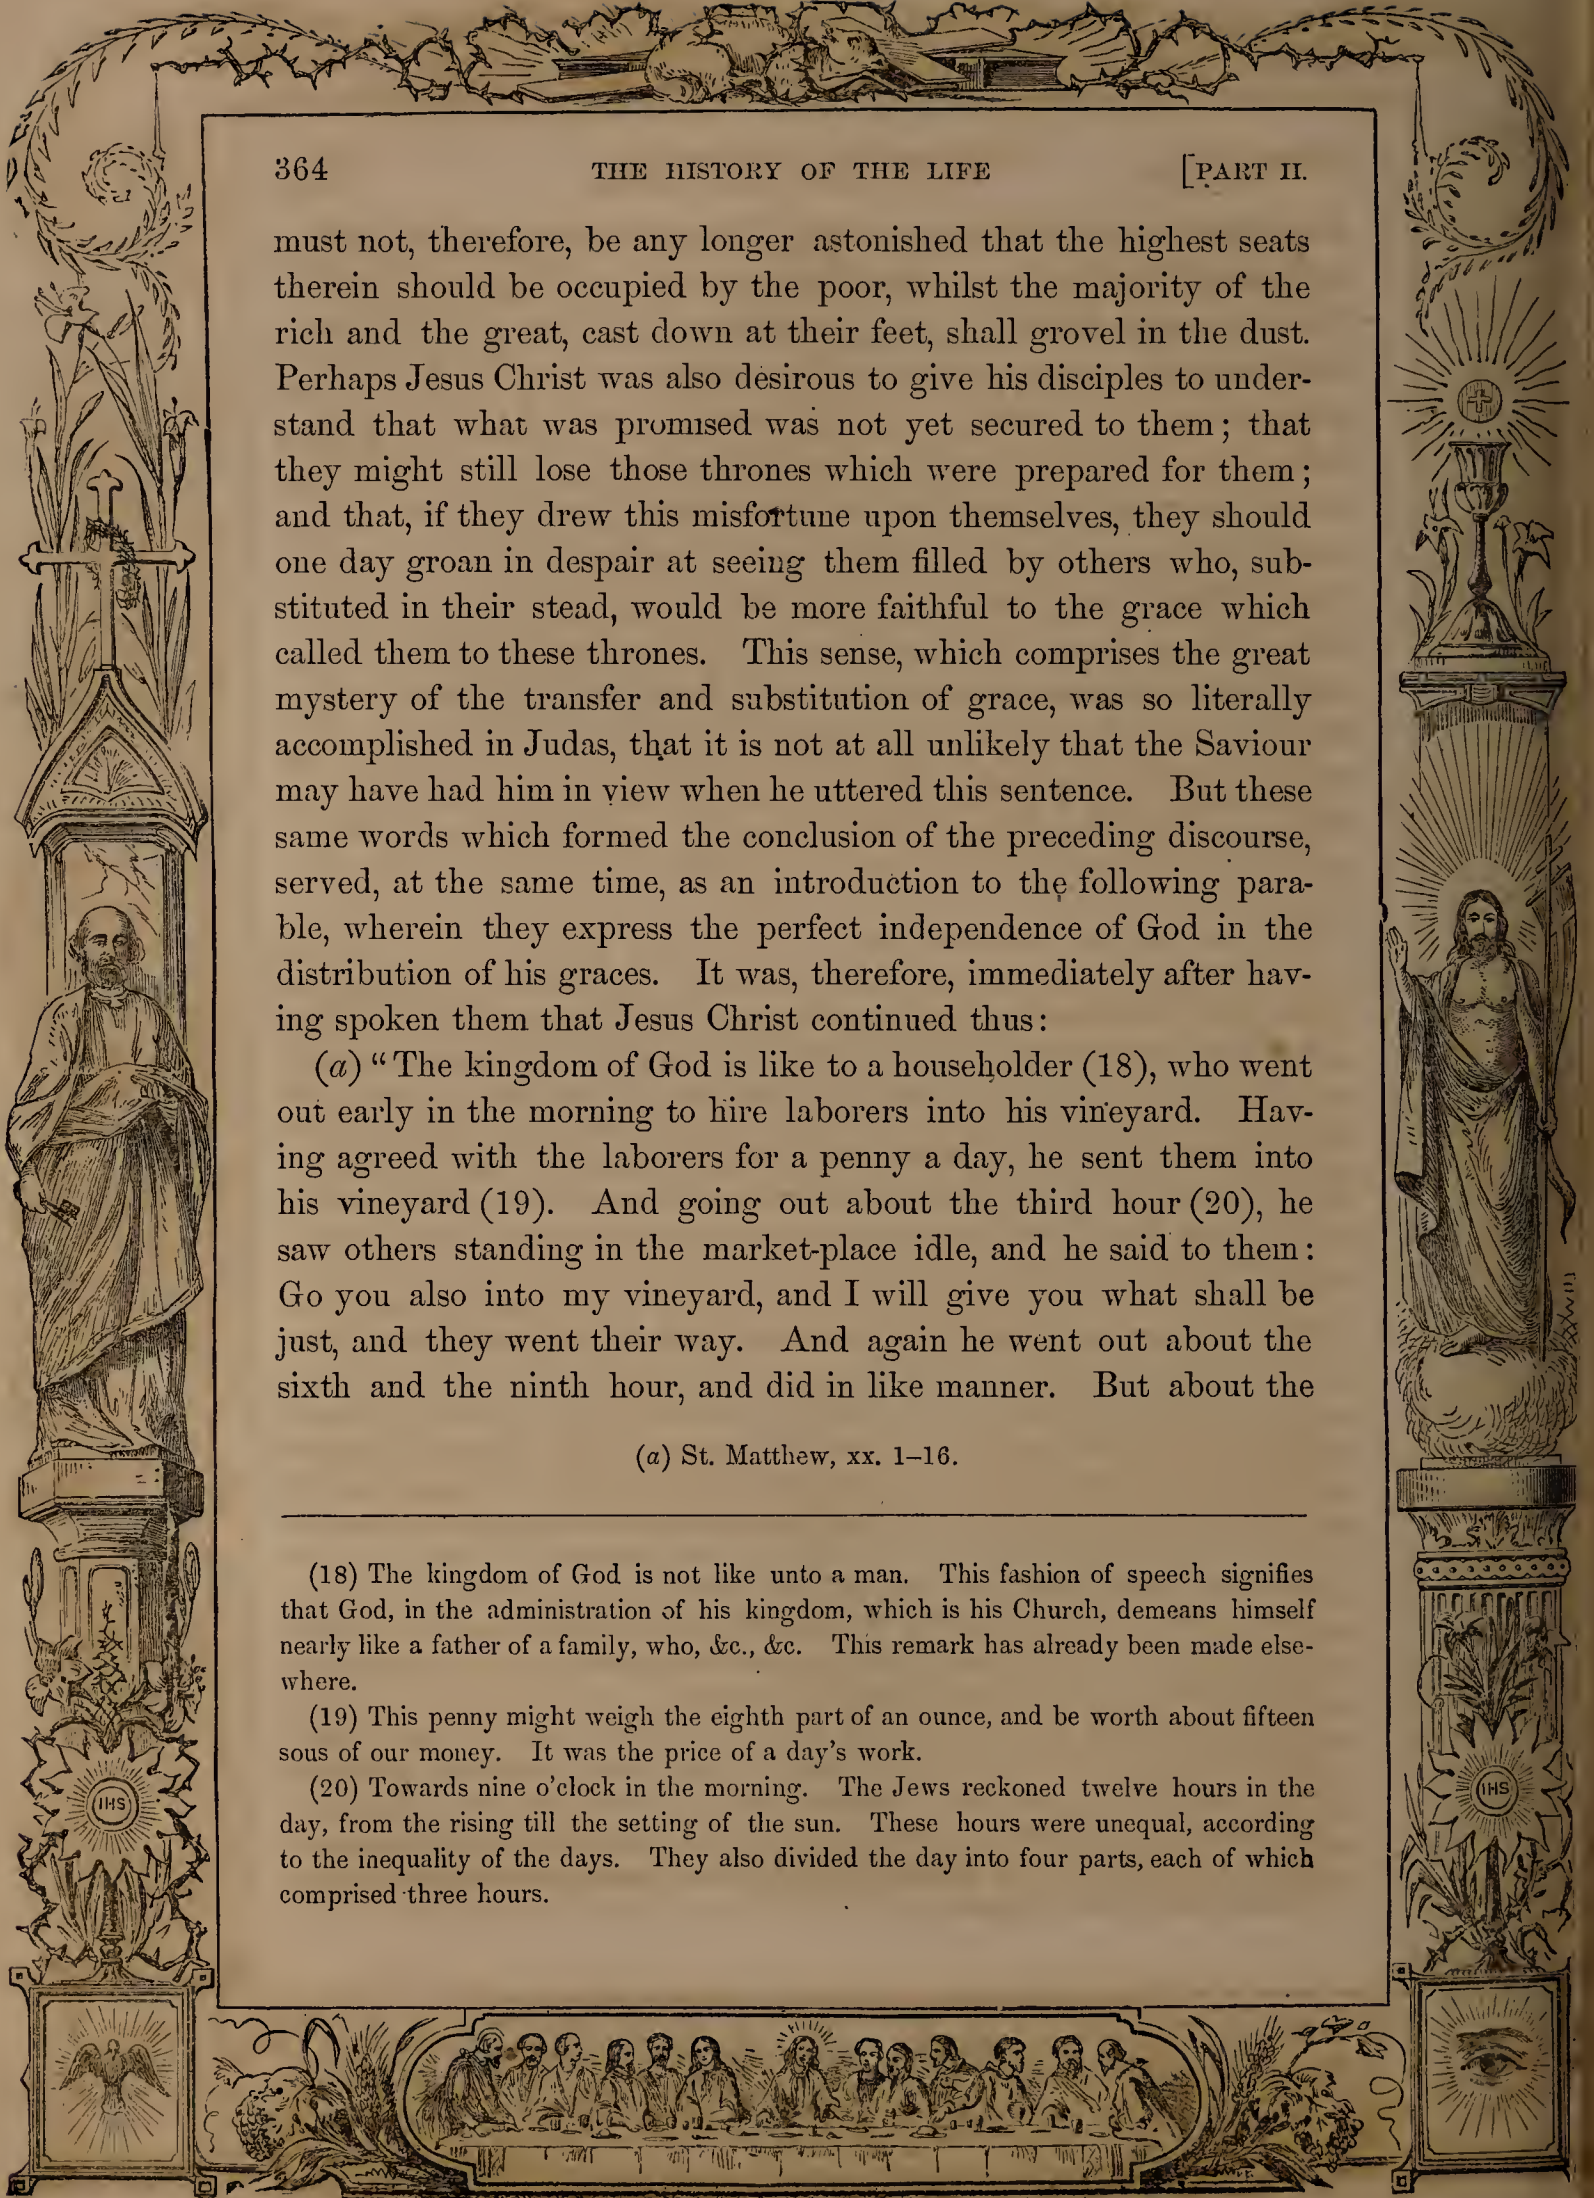 364 THE HISTORY OF THE LIFE [PART II.
must not, therefore, be any longer astonished that the highest seats
therein should be occupied by the poor, whilst the majority of the
rich and the great, cast down at their feet, shall grovel in the dust.
Perhaps Jesus Christ was also desirous to give his disciples to under-
stand that what was promised was not yet secured to them; that
they might still lose those thrones which were prepared for them;
and that, if they drew this misfortune upon themselves, they should
one day groan in despair at seeing them filled by others who, sub-
stituted in their stead, would be more faithful to the grace which
called them to these thrones. This sense, which comprises the great
mystery of the transfer and substitution of grace, was so literally
accomplished in Judas, that it is not at all unlikely that the Saviour
may have had him in view when he uttered this sentence. But these
same words which formed the conclusion of the preceding discourse,
served, at the same time, as an introduction to the following para-
ble, wherein they express the perfect independence of God in the
distribution of his graces. It was, therefore, immediately after hav-
ing spoken them that Jesus Christ continued thus:
(a) "The kingdom of God is like to a householder (18), who went
out early in the morning to hire laborers into his vineyard. Hav-
ing agreed with the laborers for a penny a day, he sent them into
his vineyard (19). And going out about the third hour (20), he
saw others standing in the market-place idle, and he said to them:
Go you also into my vineyard, and I will give you what shall be
just, and they went their way. And again he went out about the
sixth and the ninth hour, and did in like manner. But about the
(a) St. Matthew, xx. 1–16.
(18) The kingdom of God is not like unto a man. This fashion of speech signifies
that God, in the administration of his kingdom, which is his Church, demeans himself
nearly like a father of a family, who, &c., &c. This remark has already been made else-
where.
(19) This penny might weigh the eighth part of an ounce, and be worth about fifteen
sous of our money. It was the price of a day's work.
(20) Towards nine o'clock in the morning. The Jews reckoned twelve hours in the
day, from the rising till the setting of the sun. These hours were unequal, according
to the inequality of the days. They also divided the day into four parts, each of which
comprised three hours.
IHS
IHS